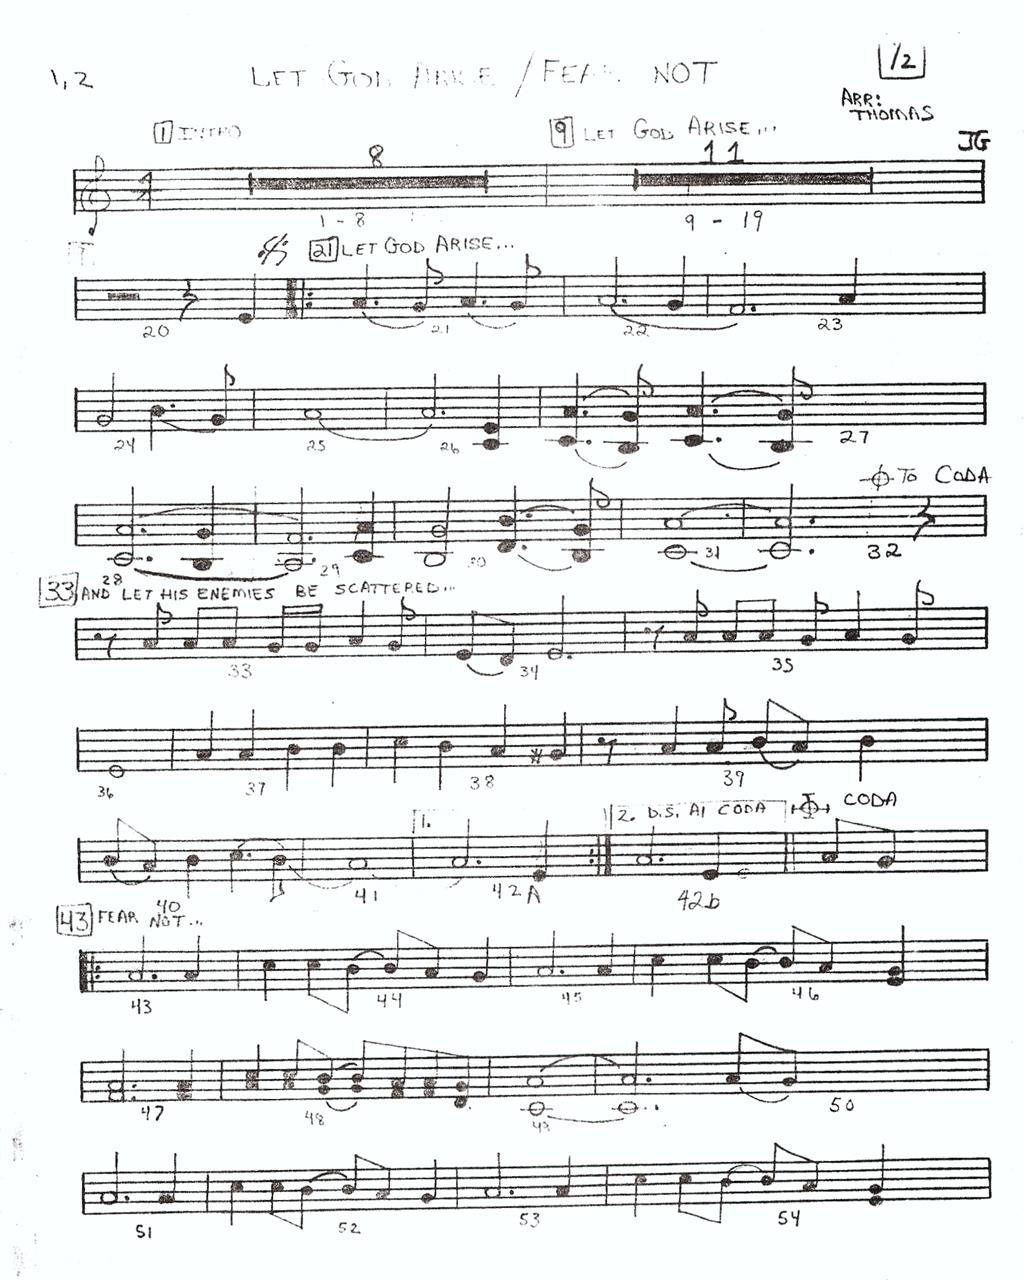 1,2
LET GOD ARISE / FEAR NOT
1/2
ARR:
THOMAS
JG
1 INTRO
9 LET GOD ARISE...
8
11
1 - 8
9 - 19
21 LET GOD ARISE...
20 21 22 23
24 25 26 27
TO CODA
28 29 30 31 32
33 AND LET HIS ENEMIES BE SCATTERED...
33 34 35
36 37 38 39
1.
2. D.S. Al CODA
CODA
40 41 42A 42b
43 FEAR NOT...
43 44 45 46
47 48 49 50
51 52 53 54